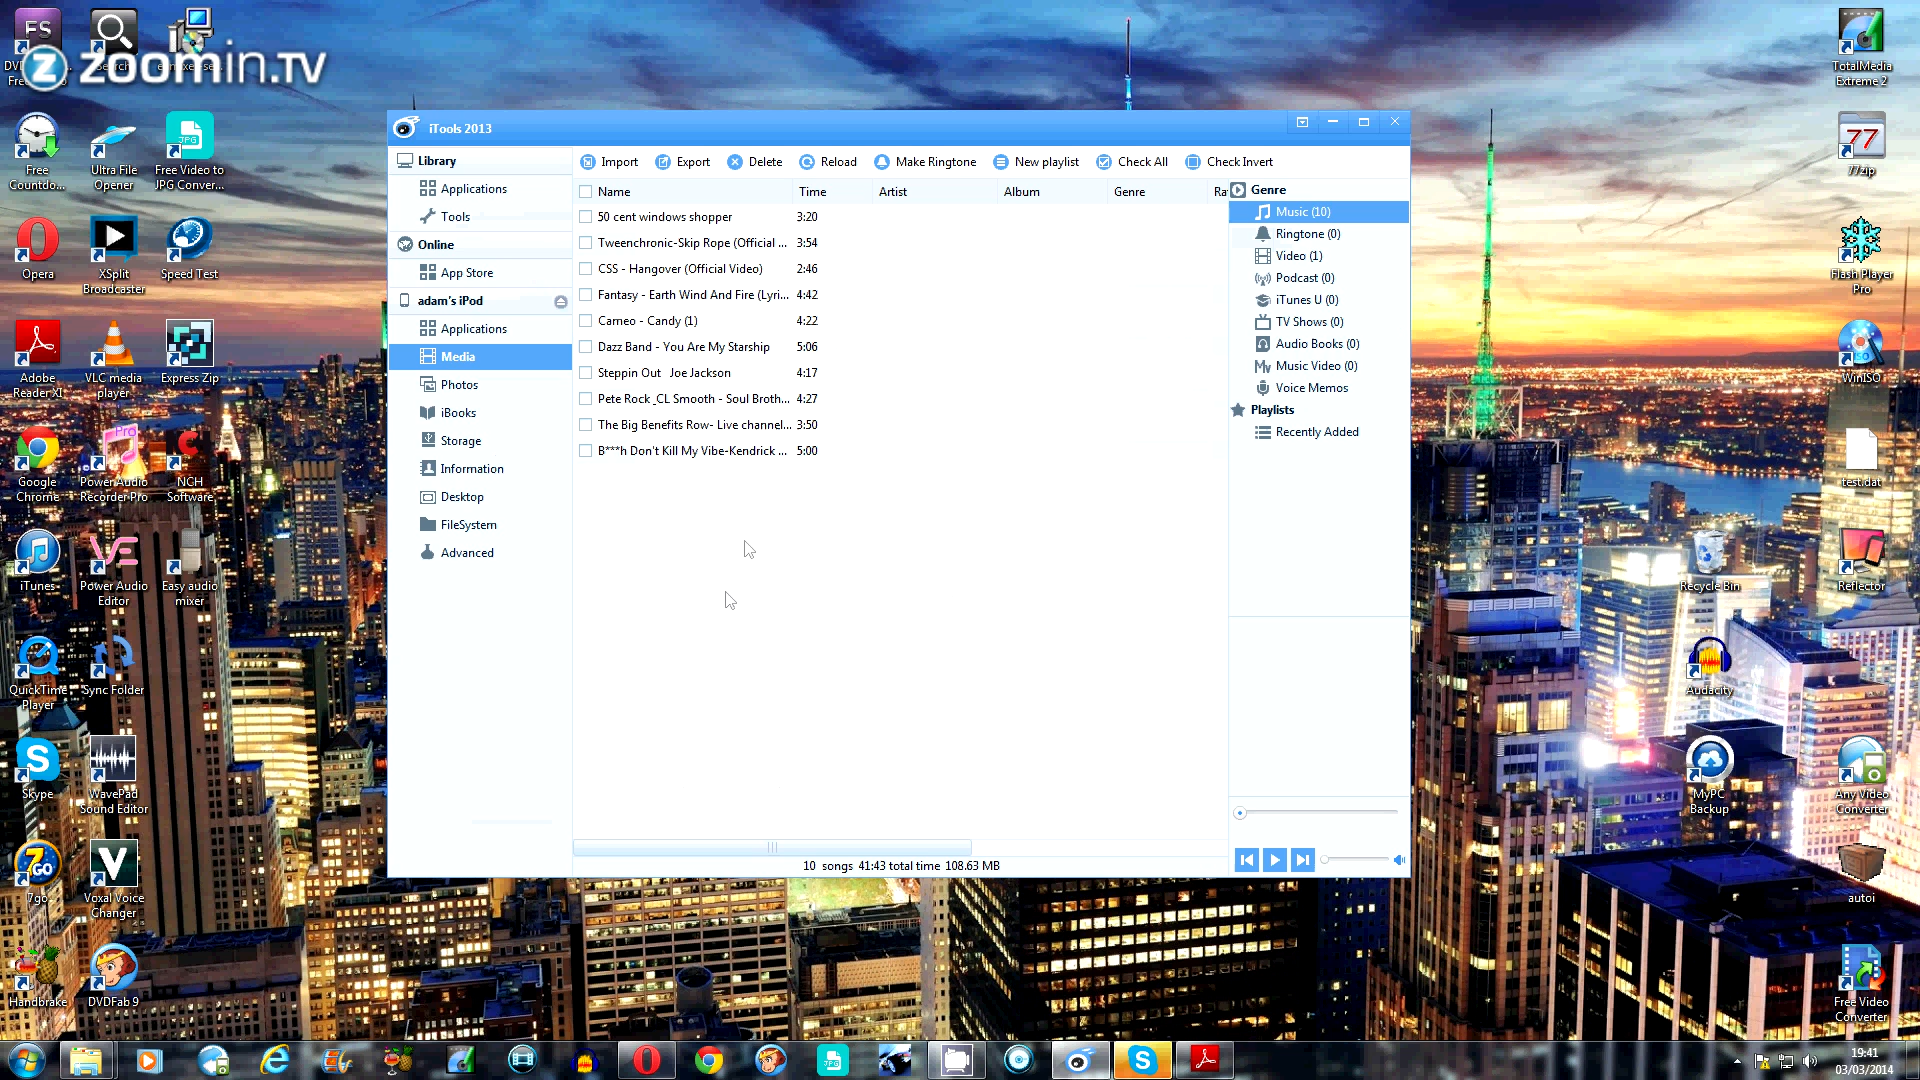 zoomin.TV
Search
Free Countdo...
Ultra File Opener
Free Video to JPG Conver...
Opera
XSplit Broadcaster
Speed Test
Adobe Reader XI
VLC media player
Express Zip
Google Chrome
Pro
Power Audio Recorder Pro
NCH Software
iTunes
Power Audio Editor
Easy audio mixer
QuickTime Player
Sync Folder
Skype
WavePad Sound Editor
7go
Voxal Voice Changer
Handbrake
DVDFab 9
iTools 2013
Library
Applications
Tools
Online
App Store
adam's iPod
Applications
Media
Photos
iBooks
Storage
Information
Desktop
FileSystem
Advanced
Import Export Delete Reload Make Ringtone New playlist Check All Check Invert
Name Time Artist Album Genre Ra
50 cent windows shopper 3:20
Tweenchronic-Skip Rope (Official ... 3:54
CSS - Hangover (Official Video) 2:46
Fantasy - Earth Wind And Fire (Lyri... 4:42
Cameo - Candy (1) 4:22
Dazz Band - You Are My Starship 5:06
Steppin Out Joe Jackson 4:17
Pete Rock _CL Smooth - Soul Broth... 4:27
The Big Benefits Row- Live channel... 3:50
B***h Don't Kill My Vibe-Kendrick ... 5:00
10 songs 41:43 total time 108.63 MB
Genre
Music (10)
Ringtone (0)
Video (1)
Podcast (0)
iTunes U (0)
TV Shows (0)
Audio Books (0)
Music Video (0)
Voice Memos
Playlists
Recently Added
TotalMedia Extreme 2
77zip
Flash Player Pro
WinISO
test.dat
Recycle Bin
Reflector
Audacity
MyPC Backup
Any Video Converter
autoi
Free Video Converter
19:41
03/03/2014